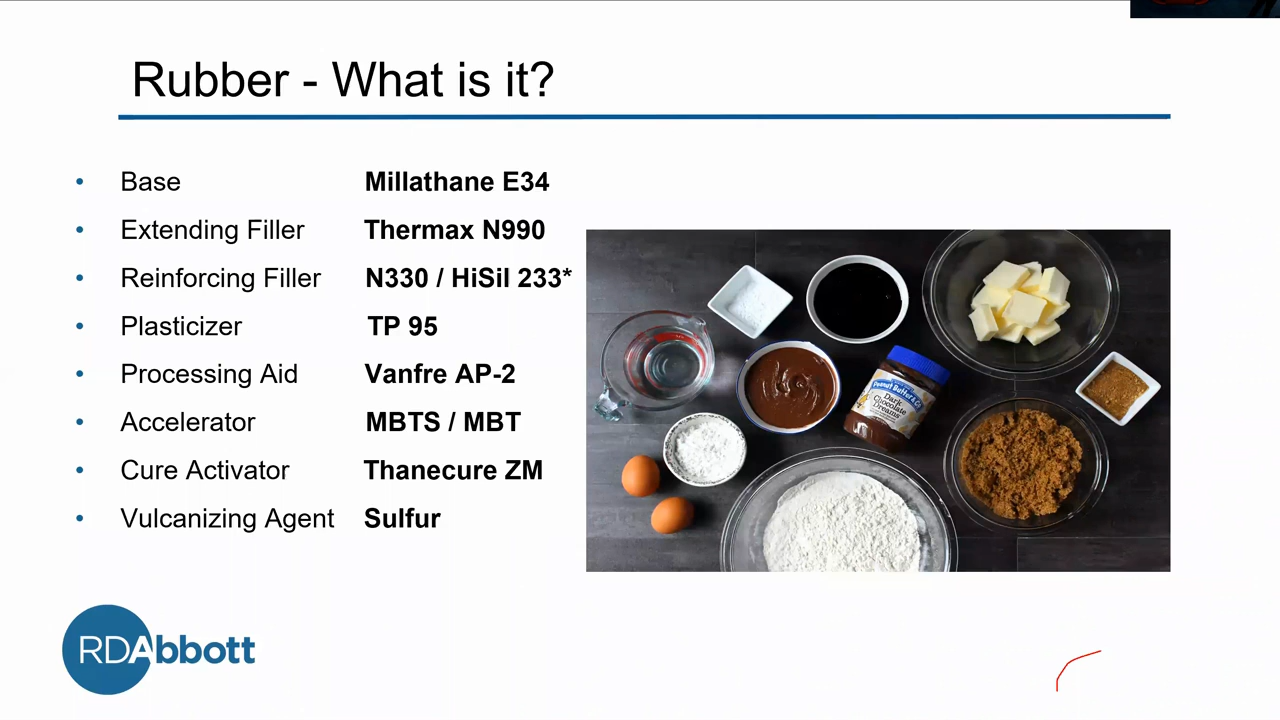 Rubber - What is it?
• Base Millathane E34
• Extending Filler Thermax N990
• Reinforcing Filler N330 / HiSil 233*
• Plasticizer TP 95
• Processing Aid Vanfre AP-2
• Accelerator MBTS / MBT
• Cure Activator Thanecure ZM
• Vulcanizing Agent Sulfur
Peanut Butter & Co
Dark
Chocolate
Dreams
RDAbbott